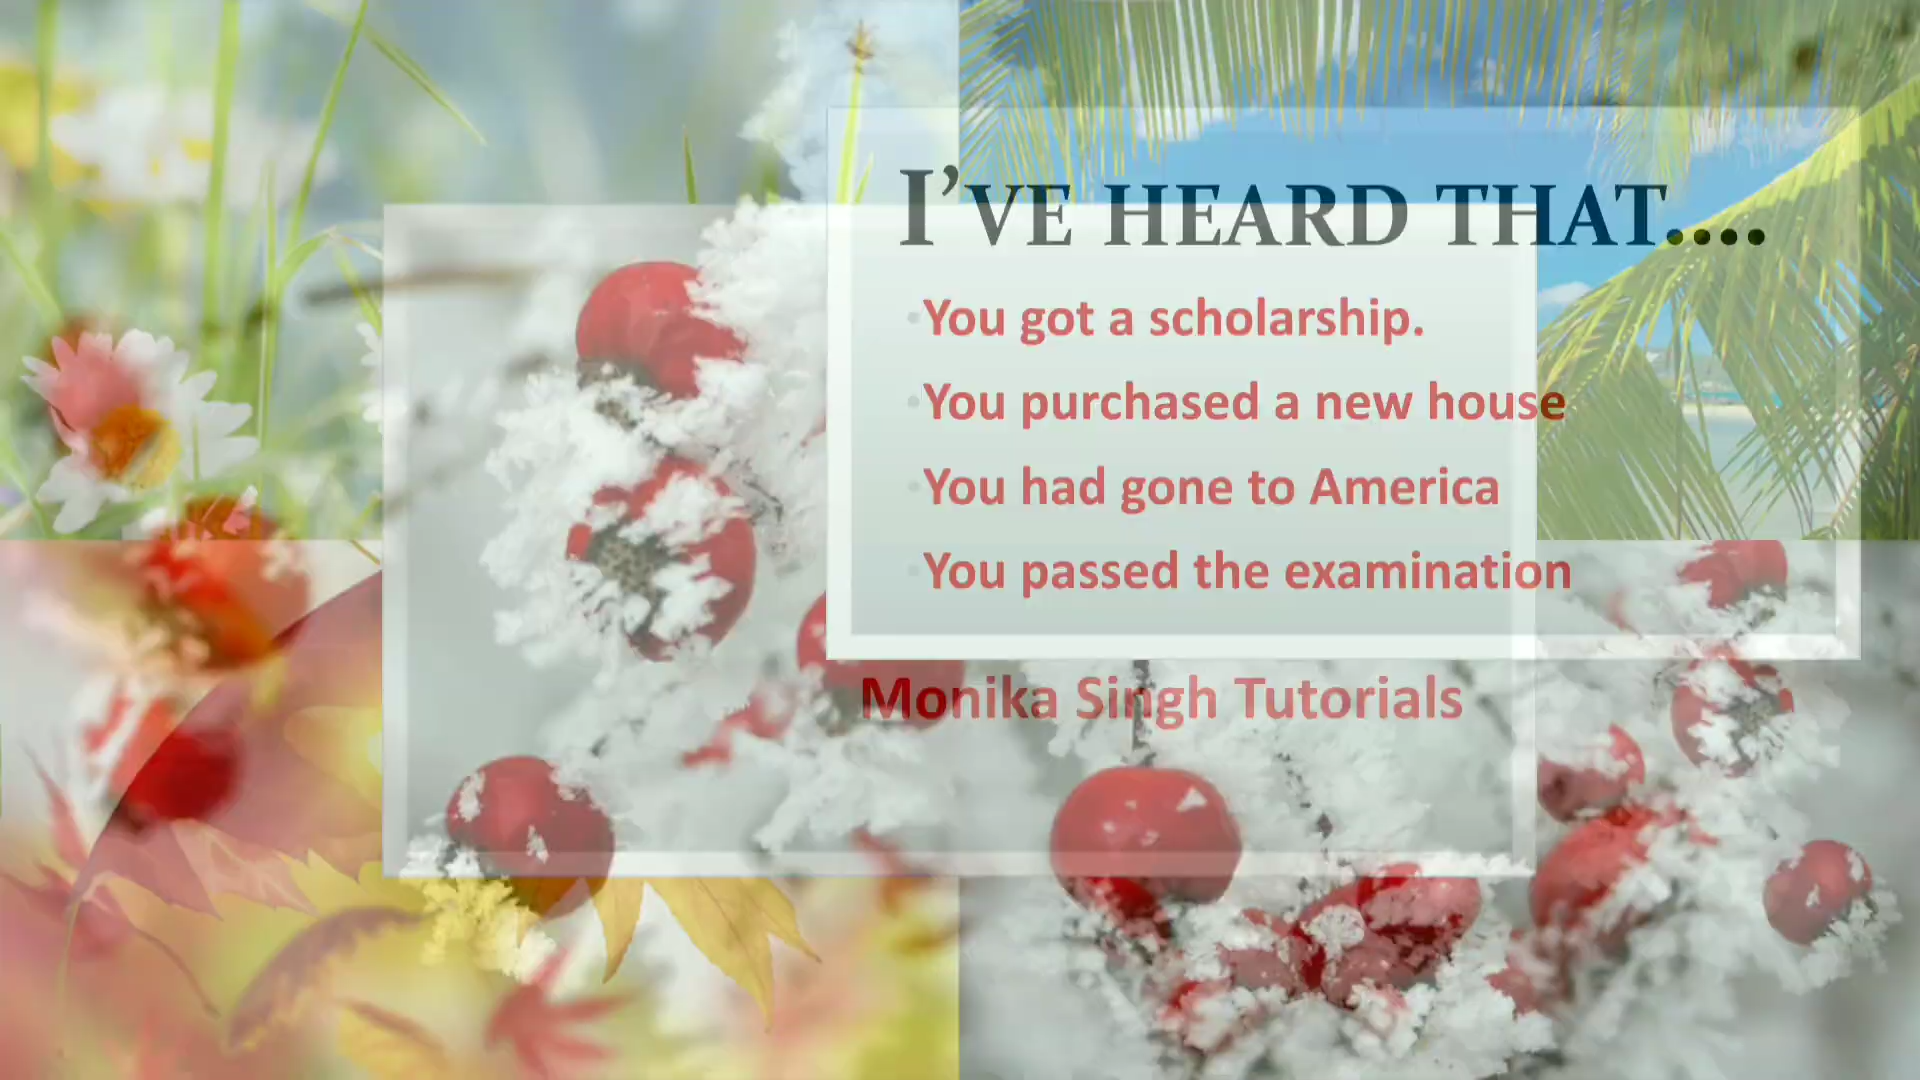 I’VE HEARD THAT....
You got a scholarship.
You purchased a new house
You had gone to America
You passed the examination
Monika Singh Tutorials